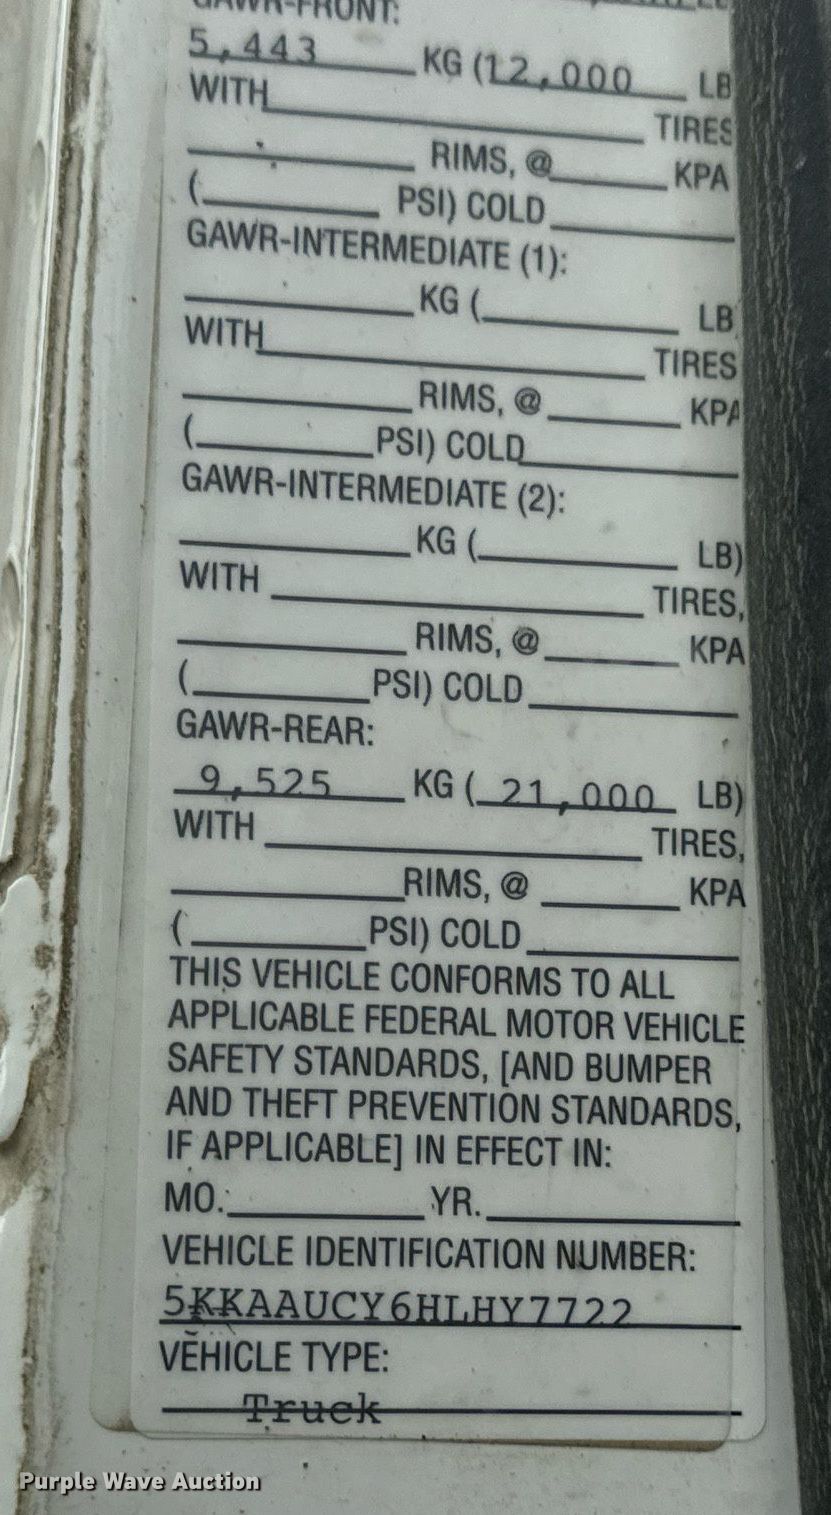 GAWR-FRONT:
5,443 KG (12,000 LB
WITH TIRES
RIMS, @ KPA
( PSI) COLD
GAWR-INTERMEDIATE (1):
KG ( LB
WITH TIRES
RIMS, @ KPA
( PSI) COLD
GAWR-INTERMEDIATE (2):
KG ( LB)
WITH TIRES,
RIMS, @ KPA
( PSI) COLD
GAWR-REAR:
9,525 KG ( 21,000 LB)
WITH TIRES,
RIMS, @ KPA
( PSI) COLD
THIS VEHICLE CONFORMS TO ALL
APPLICABLE FEDERAL MOTOR VEHICLE
SAFETY STANDARDS, [AND BUMPER
AND THEFT PREVENTION STANDARDS,
IF APPLICABLE] IN EFFECT IN:
MO. YR.
VEHICLE IDENTIFICATION NUMBER:
5KKAAUCY6HLHY7722
VEHICLE TYPE:
Truck
Purple Wave Auction